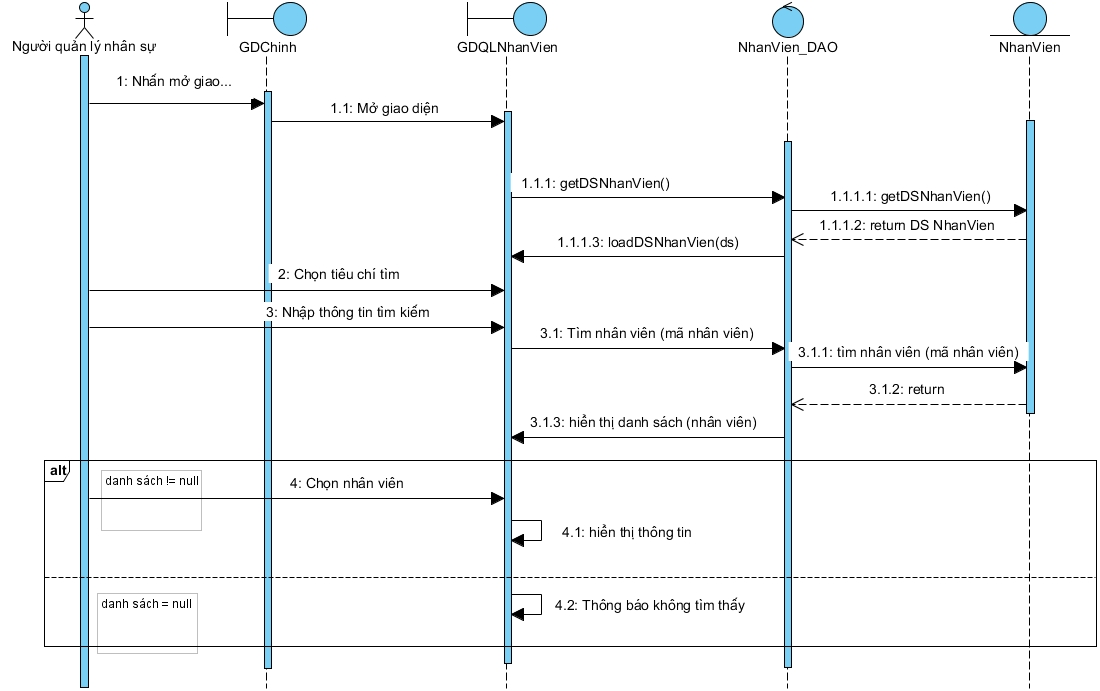 Người quản lý nhân sự
GDChinh
GDQLNhanVien
NhanVien_DAO
NhanVien
1: Nhấn mở giao...
1.1: Mở giao diện
1.1.1: getDSNhanVien()
1.1.1.1: getDSNhanVien()
1.1.1.2: return DS NhanVien
1.1.1.3: loadDSNhanVien(ds)
2: Chọn tiêu chí tìm
3: Nhập thông tin tìm kiếm
3.1: Tìm nhân viên (mã nhân viên)
3.1.1: tìm nhân viên (mã nhân viên)
3.1.2: return
3.1.3: hiển thị danh sách (nhân viên)
alt
danh sách != null
4: Chọn nhân viên
4.1: hiển thị thông tin
danh sách = null
4.2: Thông báo không tìm thấy